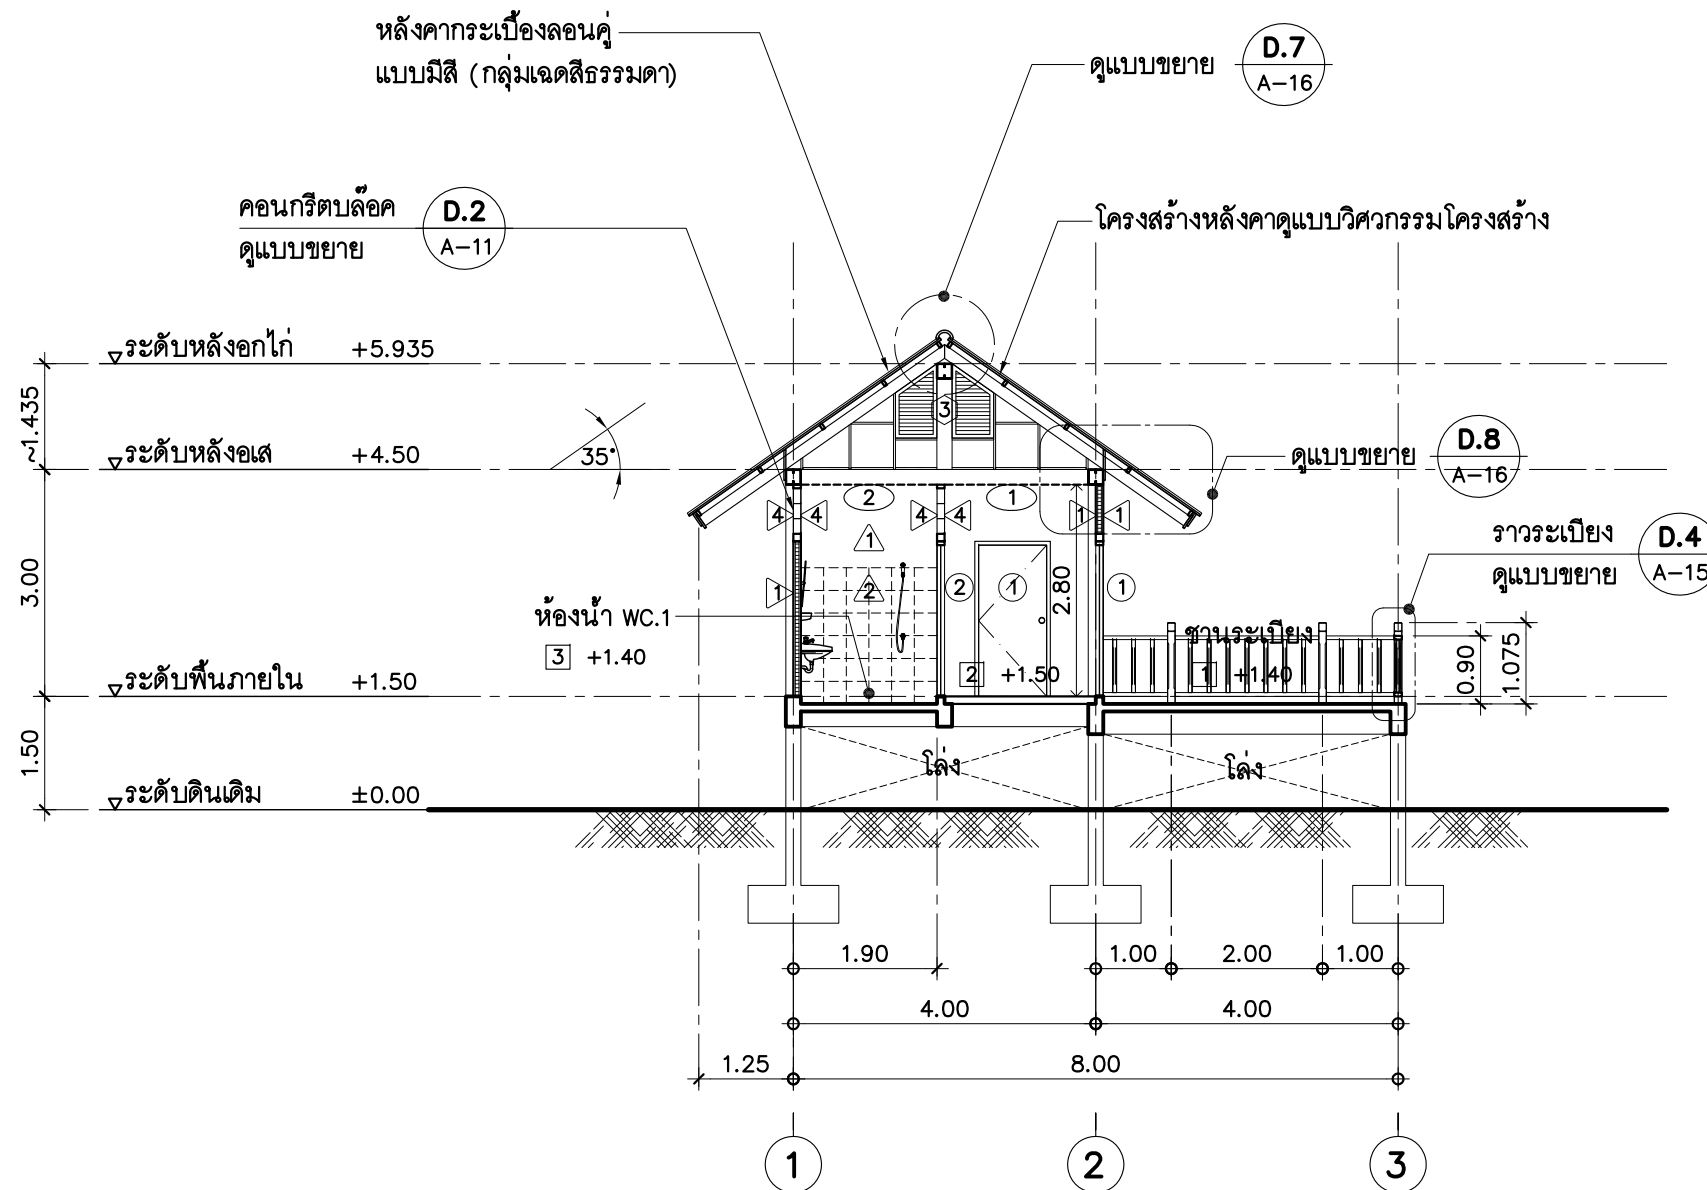 หลังคากระเบื้องลอนคู่
แบบมีสี (กลุ่มเฉดสีธรรมดา)
ดูแบบขยาย
D.7
A-16
คอนกรีตบล๊อค
ดูแบบขยาย
D.2
A-11
โครงสร้างหลังคาดูแบบวิศวกรรมโครงสร้าง
ระดับหลังอกไก่ +5.935
~1.435
3
35°
ระดับหลังอเส +4.50
ดูแบบขยาย
D.8
A-16
2
1
4
4
4
4
1
1
1
ราวระเบียง
ดูแบบขยาย
D.4
A-15
3.00
1
2
2
1
2.80
1
ห้องน้ำ WC.1
3 +1.40
ชานระเบียง
1 +1.40
2 +1.50
0.90
1.075
ระดับพื้นภายใน +1.50
1.50
โล่ง
โล่ง
ระดับดินเดิม ±0.00
1.90
1.00
2.00
1.00
4.00
4.00
1.25
8.00
1
2
3